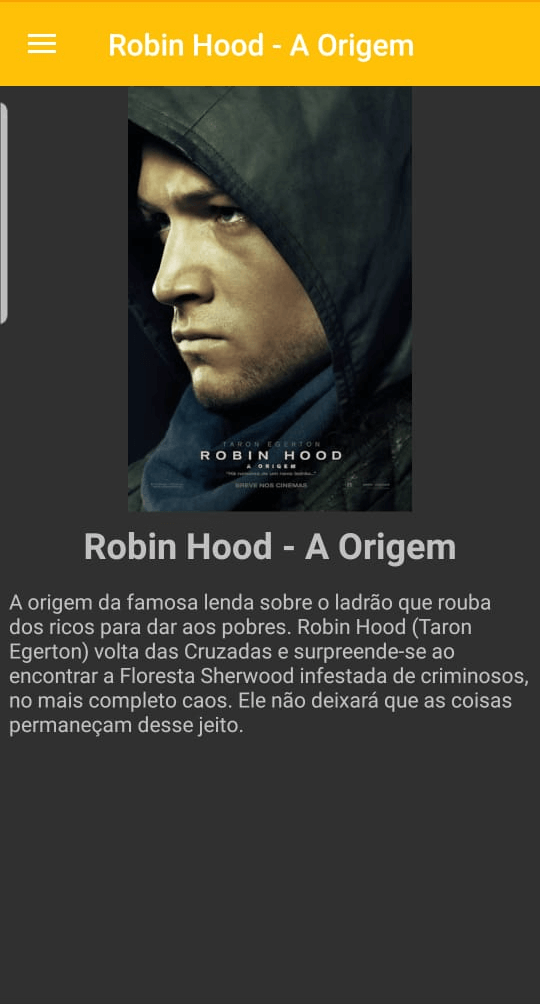 Robin Hood - A Origem
TARON EGERTON
ROBIN HOOD
A ORIGEM
BREVE NOS CINEMAS
Robin Hood - A Origem
A origem da famosa lenda sobre o ladrão que rouba
dos ricos para dar aos pobres. Robin Hood (Taron
Egerton) volta das Cruzadas e surpreende-se ao
encontrar a Floresta Sherwood infestada de criminosos,
no mais completo caos. Ele não deixará que as coisas
permaneçam desse jeito.